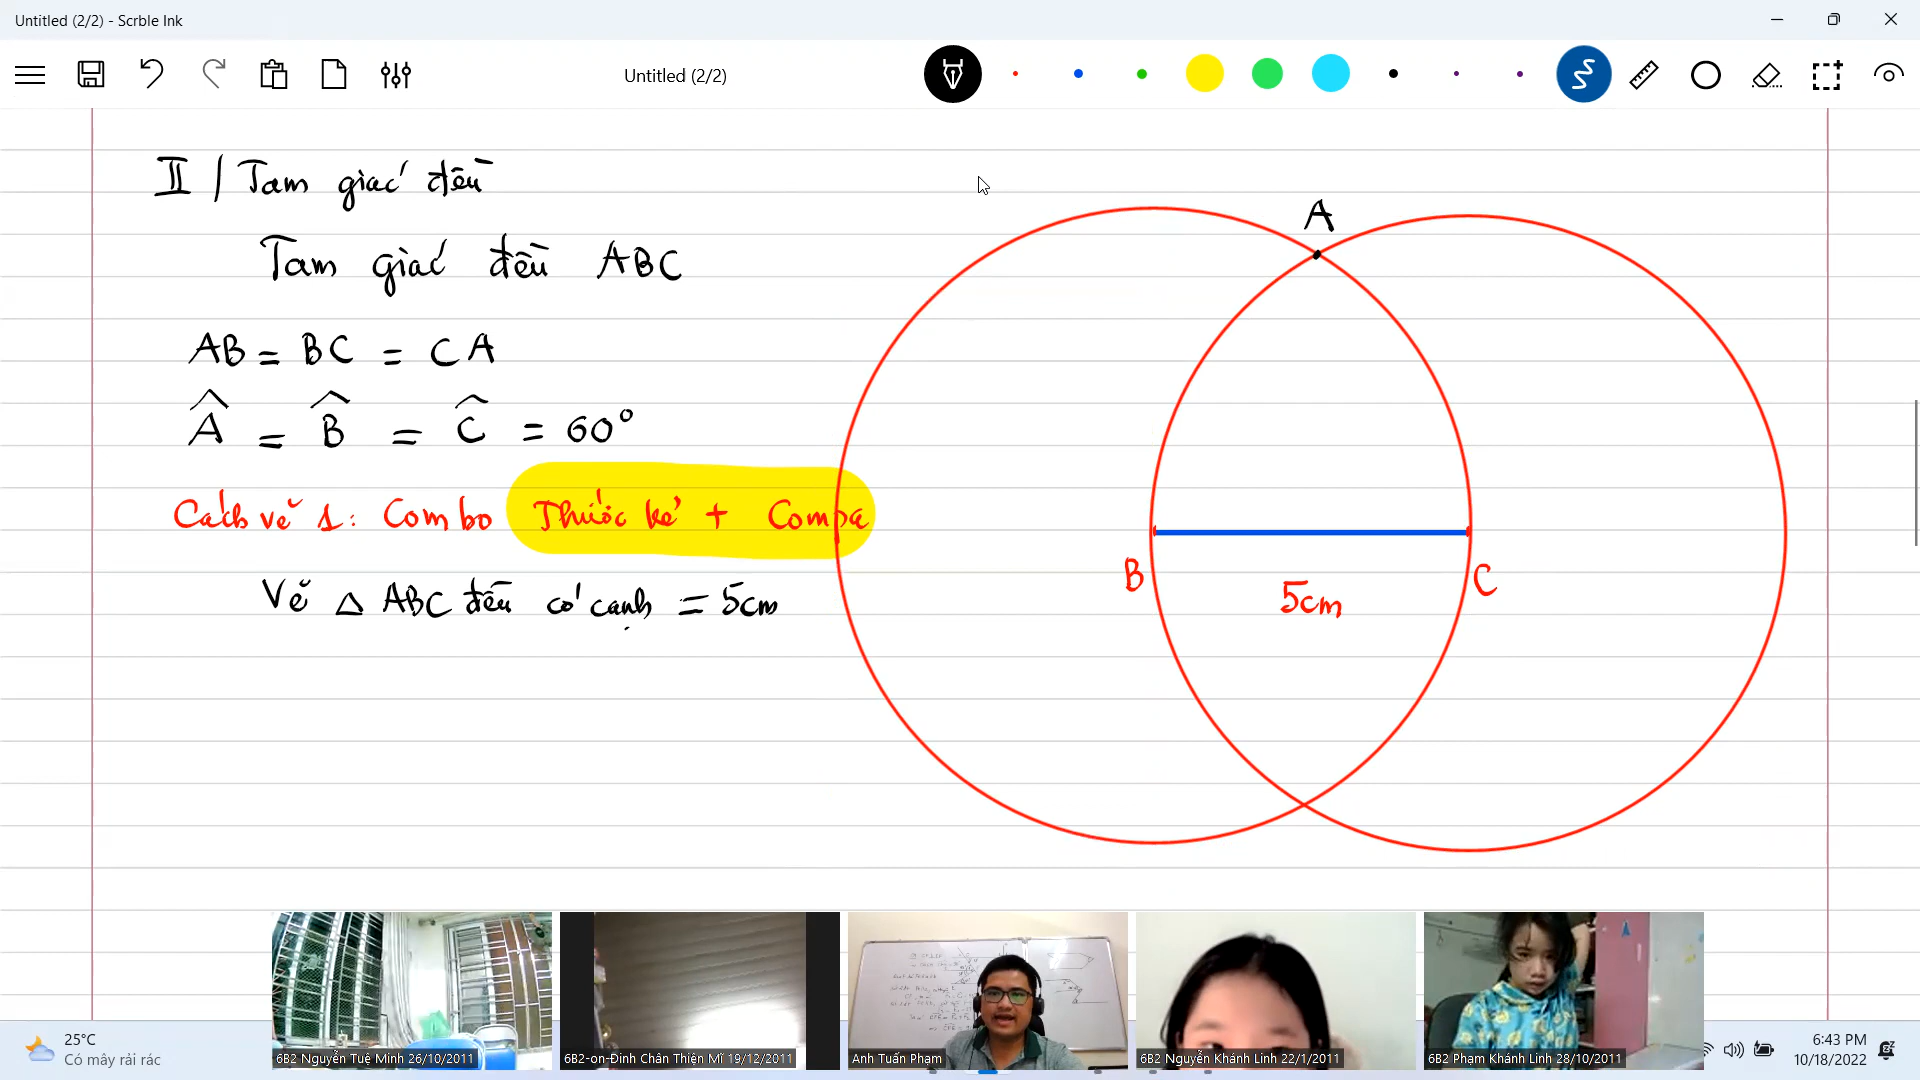 Untitled (2/2) - Scrble Ink
Untitled (2/2)
II / Tam giác đều
Tam giác đều ABC
AB = BC = CA
Â = B̂ = Ĉ = 60°
Cách vẽ 1: Combo Thước kẻ + Compa
Vẽ △ ABC đều có cạnh = 5cm
A
B
C
5cm
6B2 Nguyễn Tuệ Minh 26/10/2011
6B2-on-Đinh Chân Thiện Mĩ 19/12/2011
Anh Tuấn Phạm
6B2 Nguyễn Khánh Linh 22/1/2011
6B2 Phạm Khánh Linh 28/10/2011
25°C
Có mây rải rác
6:43 PM
10/18/2022